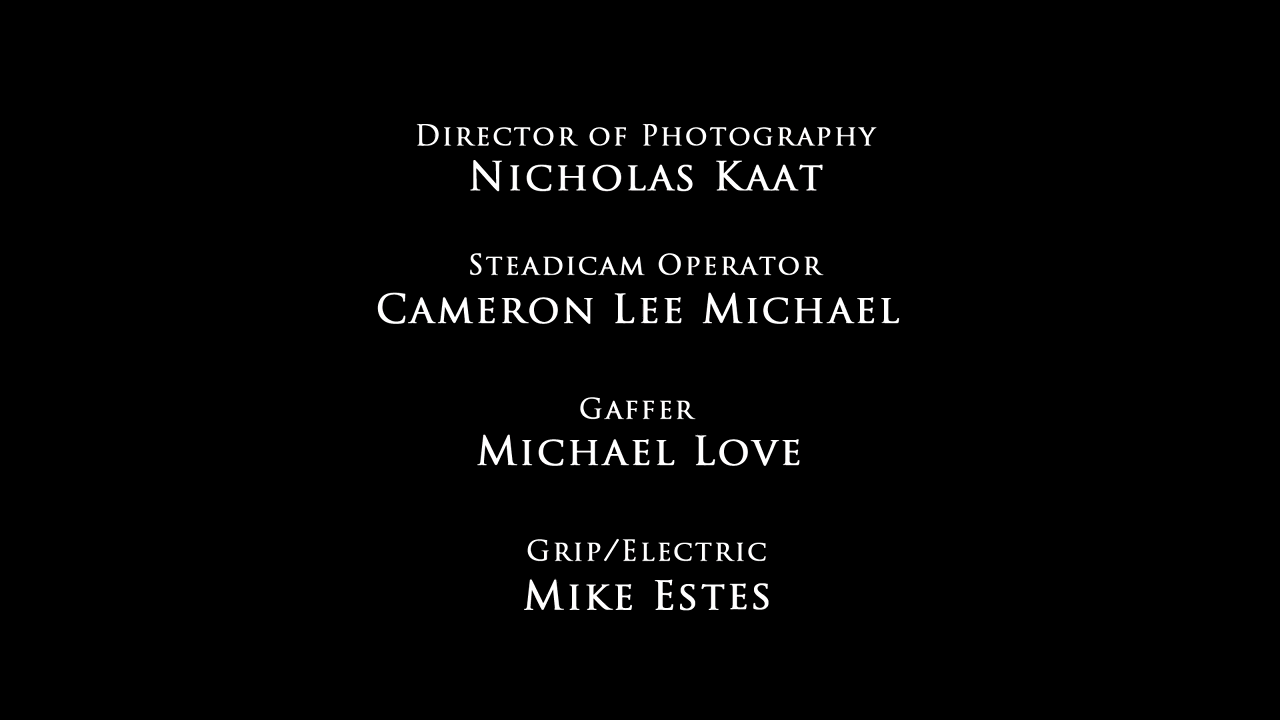 Director of Photography
Nicholas Kaat
Steadicam Operator
Cameron Lee Michael
Gaffer
Michael Love
Grip/Electric
Mike Estes